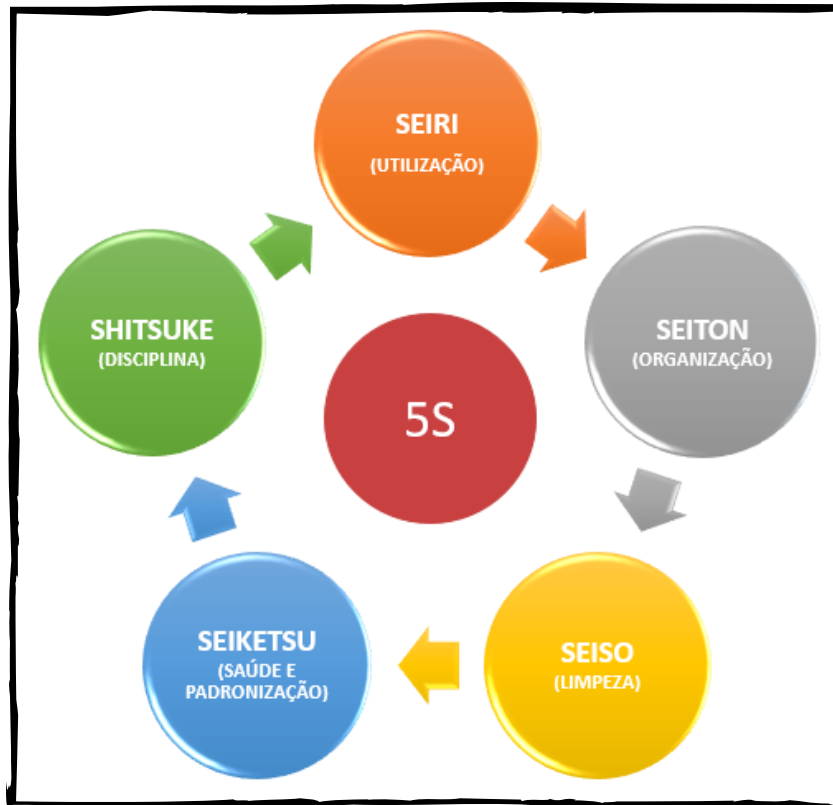 SEIRI
(UTILIZAÇÃO)
SEITON
(ORGANIZAÇÃO)
SEISO
(LIMPEZA)
SEIKETSU
(SAÚDE E
PADRONIZAÇÃO)
SHITSUKE
(DISCIPLINA)
5S